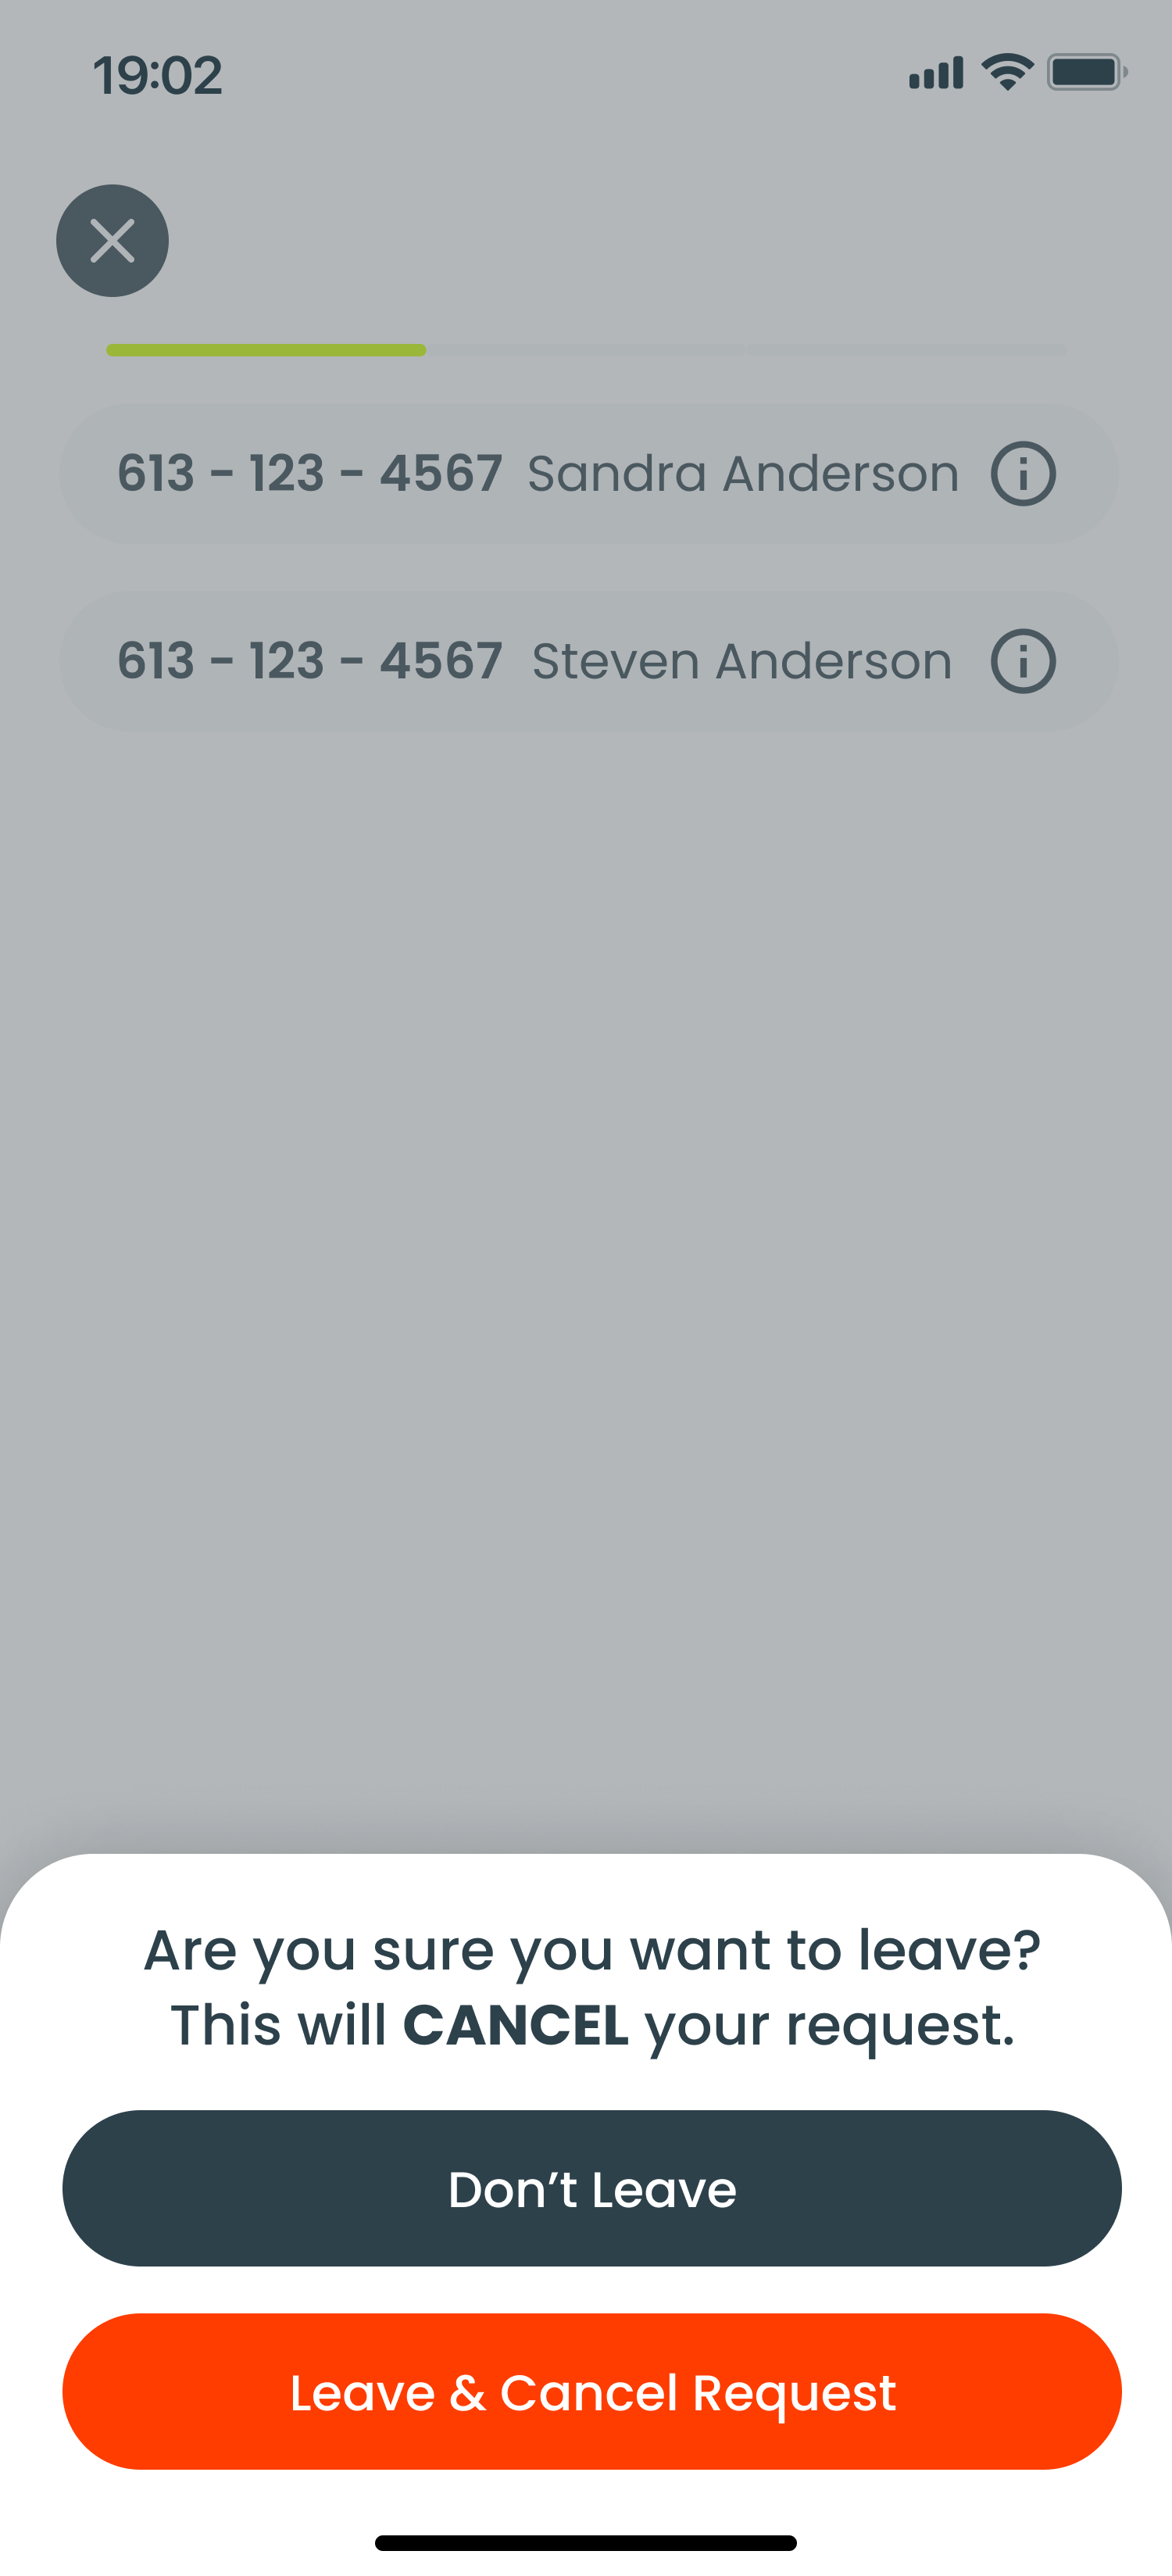 19:02
613 - 123 - 4567 Sandra Anderson
613 - 123 - 4567 Steven Anderson
Are you sure you want to leave?
This will CANCEL your request.
Don’t Leave
Leave & Cancel Request